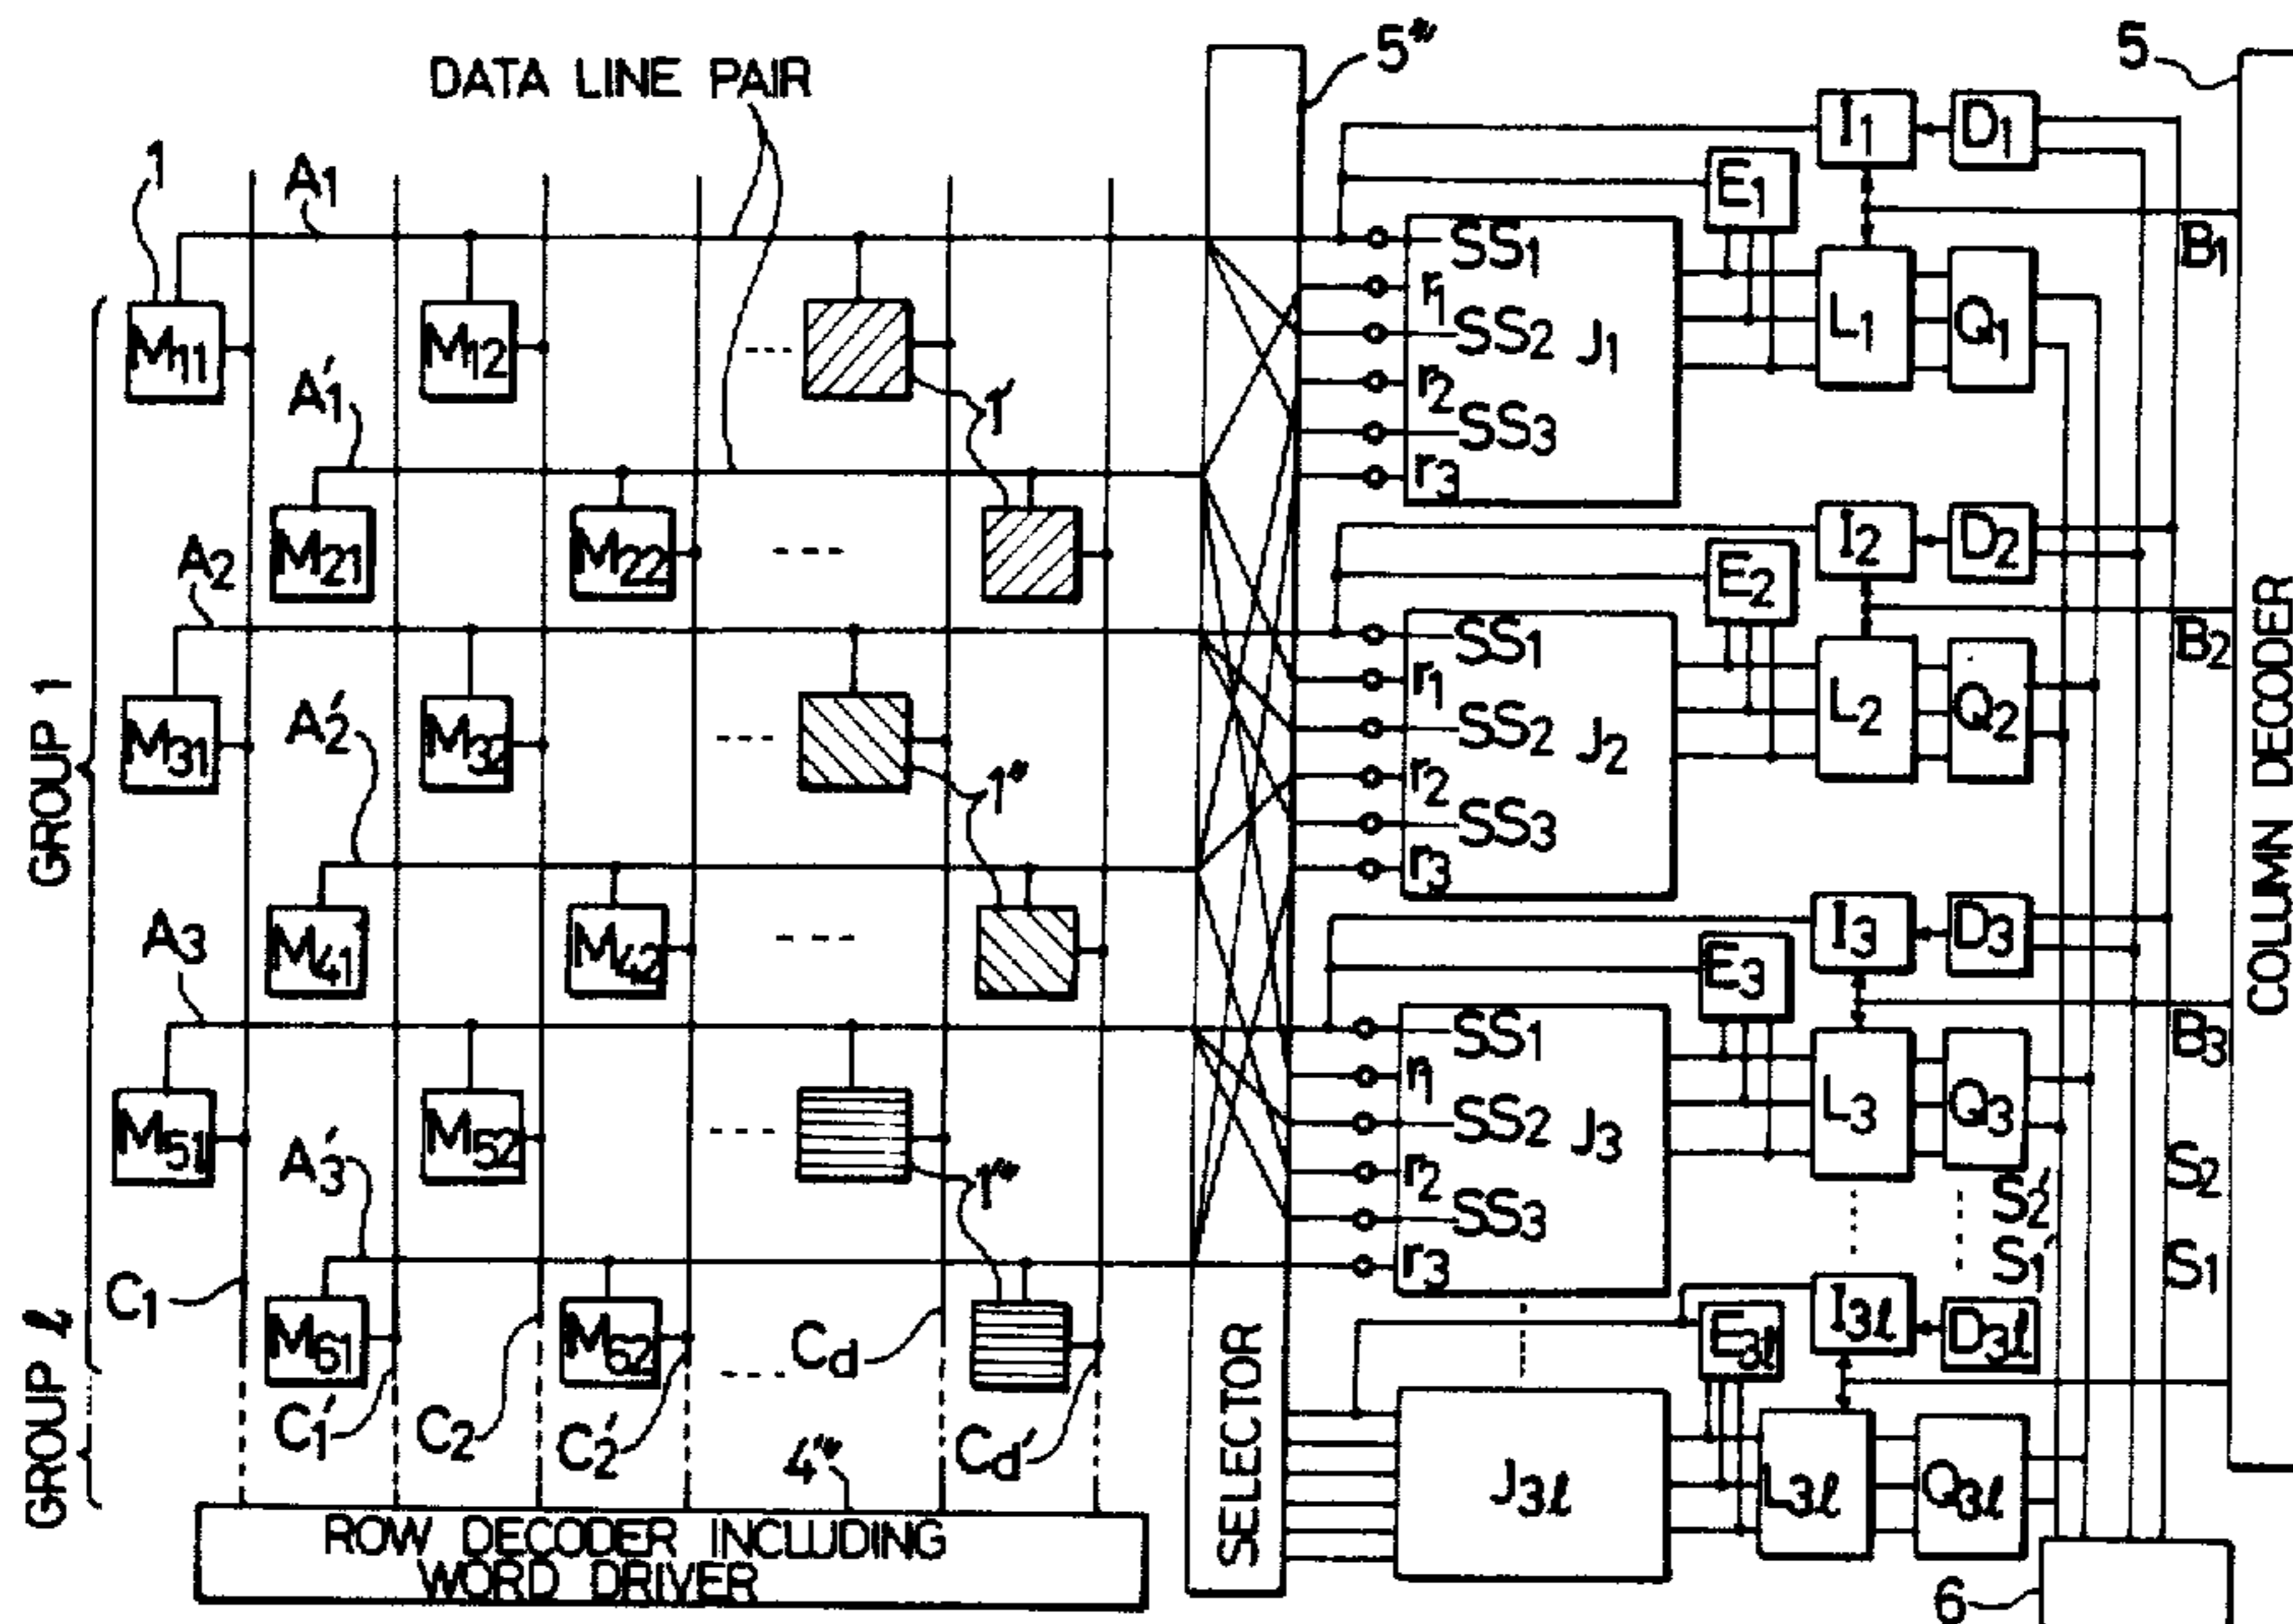 DATA LINE PAIR
5‴
5
1
A1
I1
D1
E1
B1
SS1
r1
SS2
r2
SS3
r3
J1
L1
Q1
M11
M12
1'
A'1
M21
M22
A2
I2
D2
E2
B2
SS1
r1
SS2
r2
SS3
r3
J2
L2
Q2
GROUP 1
M31
M32
1"
A'2
M41
M42
A3
I3
D3
E3
B3
SS1
r1
SS2
r2
SS3
r3
J3
L3
Q3
M51
M52
1‴
A'3
M61
M62
COLUMN DECODER
S2
S'2
S'1
S1
C1
C1'
C2
C2'
Cd
Cd'
GROUP ℓ
4‴
ROW DECODER INCLUDING
WORD DRIVER
SELECTOR
I3ℓ
D3ℓ
E3ℓ
J3ℓ
L3ℓ
Q3ℓ
6